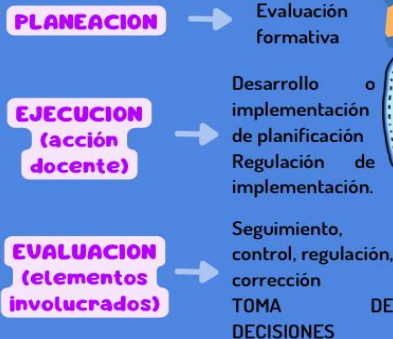 PLANEACION
Evaluación
formativa
EJECUCION
(acción
docente)
Desarrollo o
implementación
de planificación
Regulación de
implementación.
EVALUACION
(elementos
involucrados)
Seguimiento,
control, regulación,
corrección
TOMA DE
DECISIONES